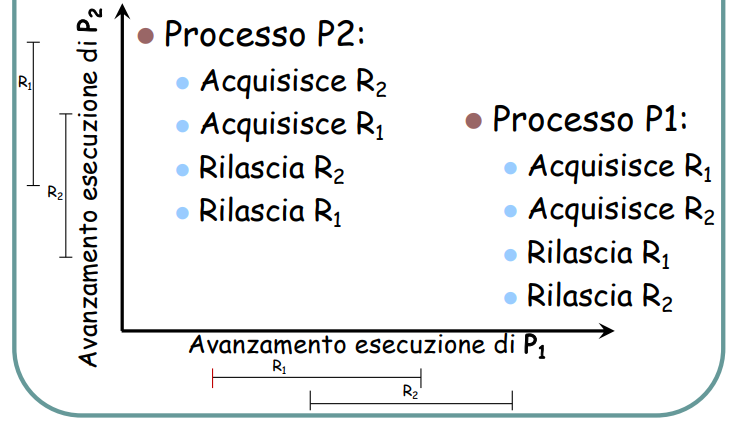 Avanzamento esecuzione di P₂
R₁
R₂
Processo P2:
Acquisisce R₂
Acquisisce R₁
Rilascia R₂
Rilascia R₁
Processo P1:
Acquisisce R₁
Acquisisce R₂
Rilascia R₁
Rilascia R₂
Avanzamento esecuzione di P₁
R₁
R₂